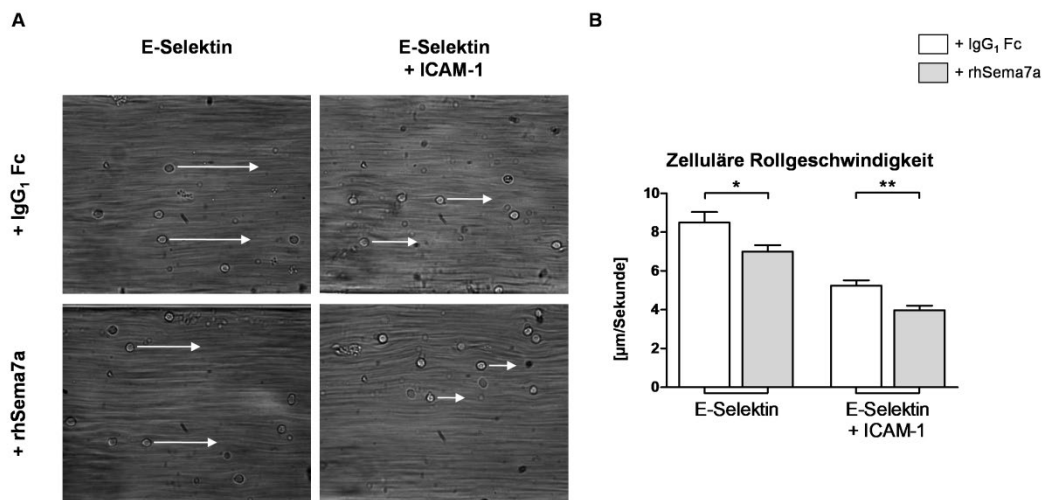 A
E-Selektin
E-Selektin
+ ICAM-1
+ IgG₁ Fc
+ rhSema7a
B
+ IgG₁ Fc
+ rhSema7a
Zelluläre Rollgeschwindigkeit
[µm/Sekunde]
10
8
6
4
2
0
*
**
E-Selektin
E-Selektin
+ ICAM-1